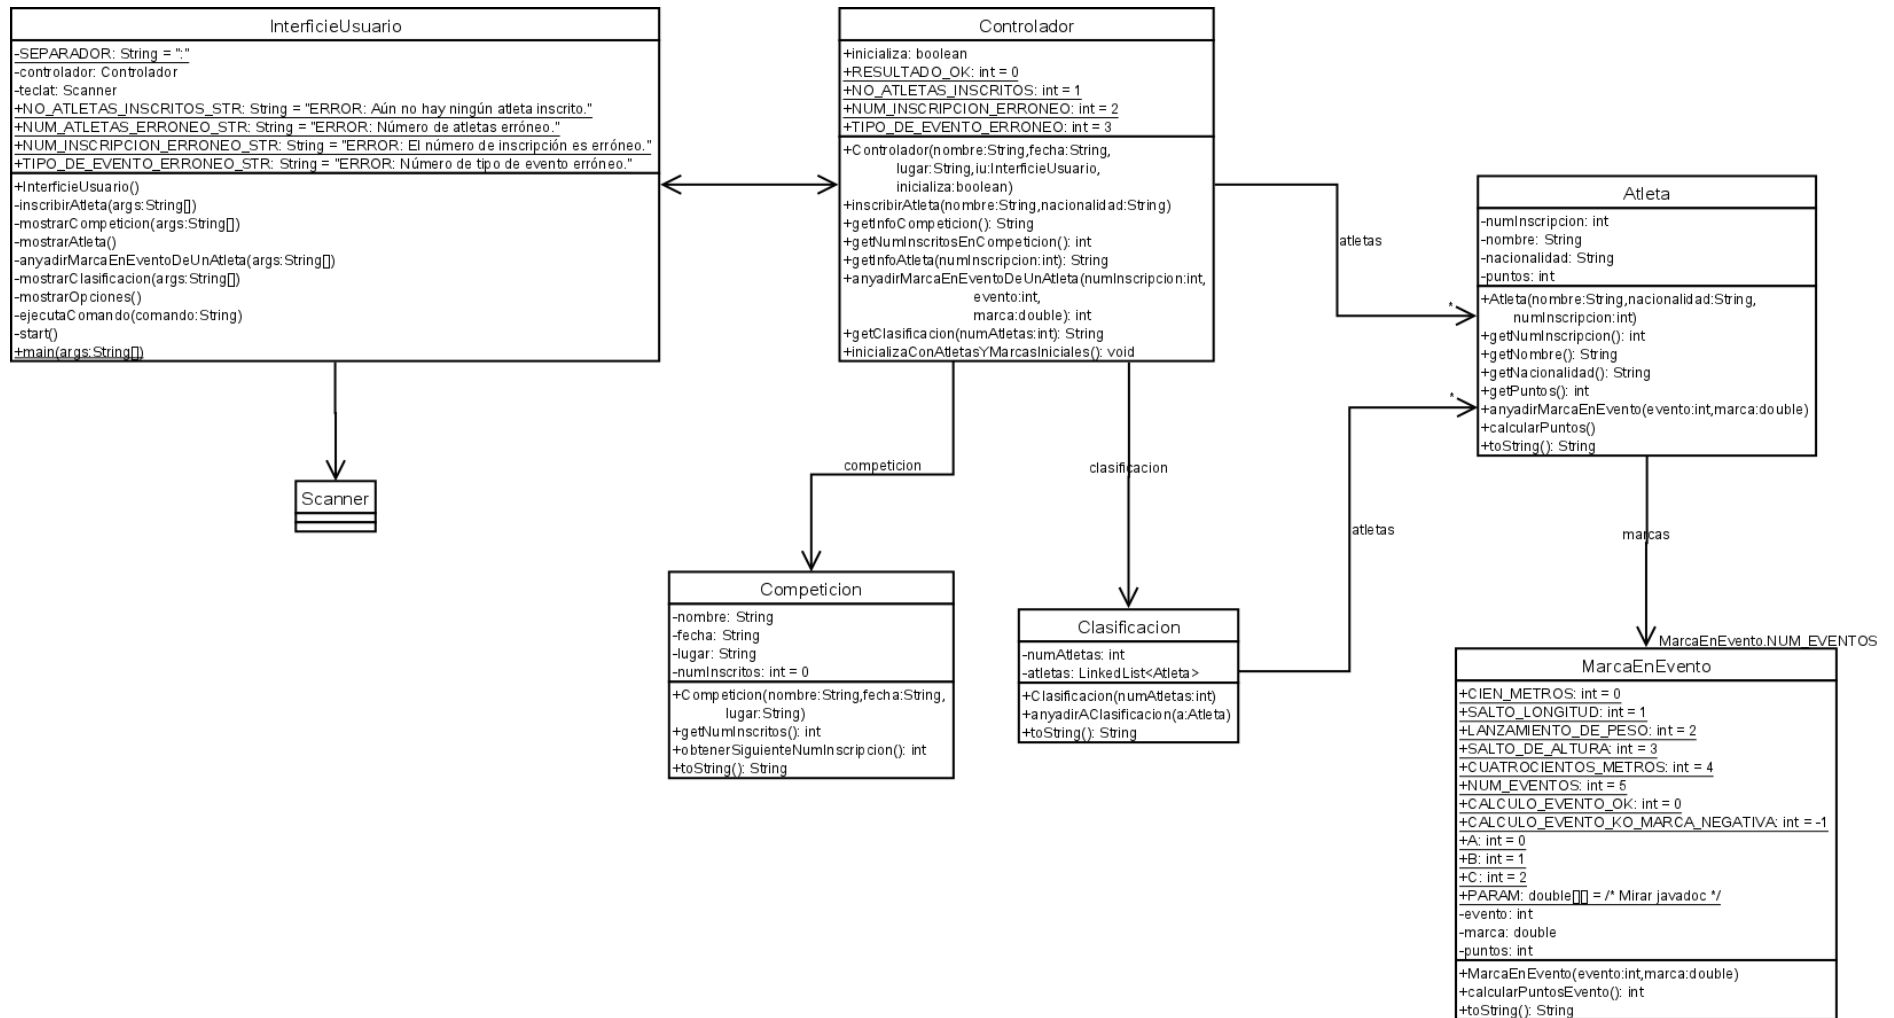 InterficieUsuario
-SEPARADOR: String = ":"
-controlador: Controlador
-teclat: Scanner
+NO_ATLETAS_INSCRITOS_STR: String = "ERROR: Aún no hay ningún atleta inscrito."
+NUM_ATLETAS_ERRONEO_STR: String = "ERROR: Número de atletas erróneo."
+NUM_INSCRIPCION_ERRONEO_STR: String = "ERROR: El número de inscripción es erróneo."
+TIPO_DE_EVENTO_ERRONEO_STR: String = "ERROR: Número de tipo de evento erróneo."
+InterficieUsuario()
-inscribirAtleta(args:String[])
-mostrarCompeticion(args:String[])
-mostrarAtleta()
-anyadirMarcaEnEventoDeUnAtleta(args:String[])
-mostrarClasificacion(args:String[])
-mostrarOpciones()
-ejecutaComando(comando:String)
-start()
+main(args:String[])
Scanner
Controlador
+inicializa: boolean
+RESULTADO_OK: int = 0
+NO_ATLETAS_INSCRITOS: int = 1
+NUM_INSCRIPCION_ERRONEO: int = 2
+TIPO_DE_EVENTO_ERRONEO: int = 3
+Controlador(nombre:String,fecha:String,
lugar:String,iu:InterficieUsuario,
inicializa:boolean)
+inscribirAtleta(nombre:String,nacionalidad:String)
+getInfoCompeticion(): String
+getNumInscritosEnCompeticion(): int
+getInfoAtleta(numInscripcion:int): String
+anyadirMarcaEnEventoDeUnAtleta(numInscripcion:int,
evento:int,
marca:double): int
+getClasificacion(numAtletas:int): String
+inicializaConAtletasYMarcasIniciales(): void
competicion
clasificacion
atletas
*
atletas
*
Competicion
-nombre: String
-fecha: String
-lugar: String
-numInscritos: int = 0
+Competicion(nombre:String,fecha:String,
lugar:String)
+getNumInscritos(): int
+obtenerSiguienteNumInscripcion(): int
+toString(): String
Clasificacion
-numAtletas: int
-atletas: LinkedList<Atleta>
+Clasificacion(numAtletas:int)
+anyadirAClasificacion(a:Atleta)
+toString(): String
Atleta
-numInscripcion: int
-nombre: String
-nacionalidad: String
-puntos: int
+Atleta(nombre:String,nacionalidad:String,
numInscripcion:int)
+getNumInscripcion(): int
+getNombre(): String
+getNacionalidad(): String
+getPuntos(): int
+anyadirMarcaEnEvento(evento:int,marca:double)
+calcularPuntos()
+toString(): String
marcas
MarcaEnEvento.NUM_EVENTOS
MarcaEnEvento
+CIEN_METROS: int = 0
+SALTO_LONGITUD: int = 1
+LANZAMIENTO_DE_PESO: int = 2
+SALTO_DE_ALTURA: int = 3
+CUATROCIENTOS_METROS: int = 4
+NUM_EVENTOS: int = 5
+CALCULO_EVENTO_OK: int = 0
+CALCULO_EVENTO_KO_MARCA_NEGATIVA: int = -1
+A: int = 0
+B: int = 1
+C: int = 2
+PARAM: double[][] = /* Mirar javadoc */
-evento: int
-marca: double
-puntos: int
+MarcaEnEvento(evento:int,marca:double)
+calcularPuntosEvento(): int
+toString(): String